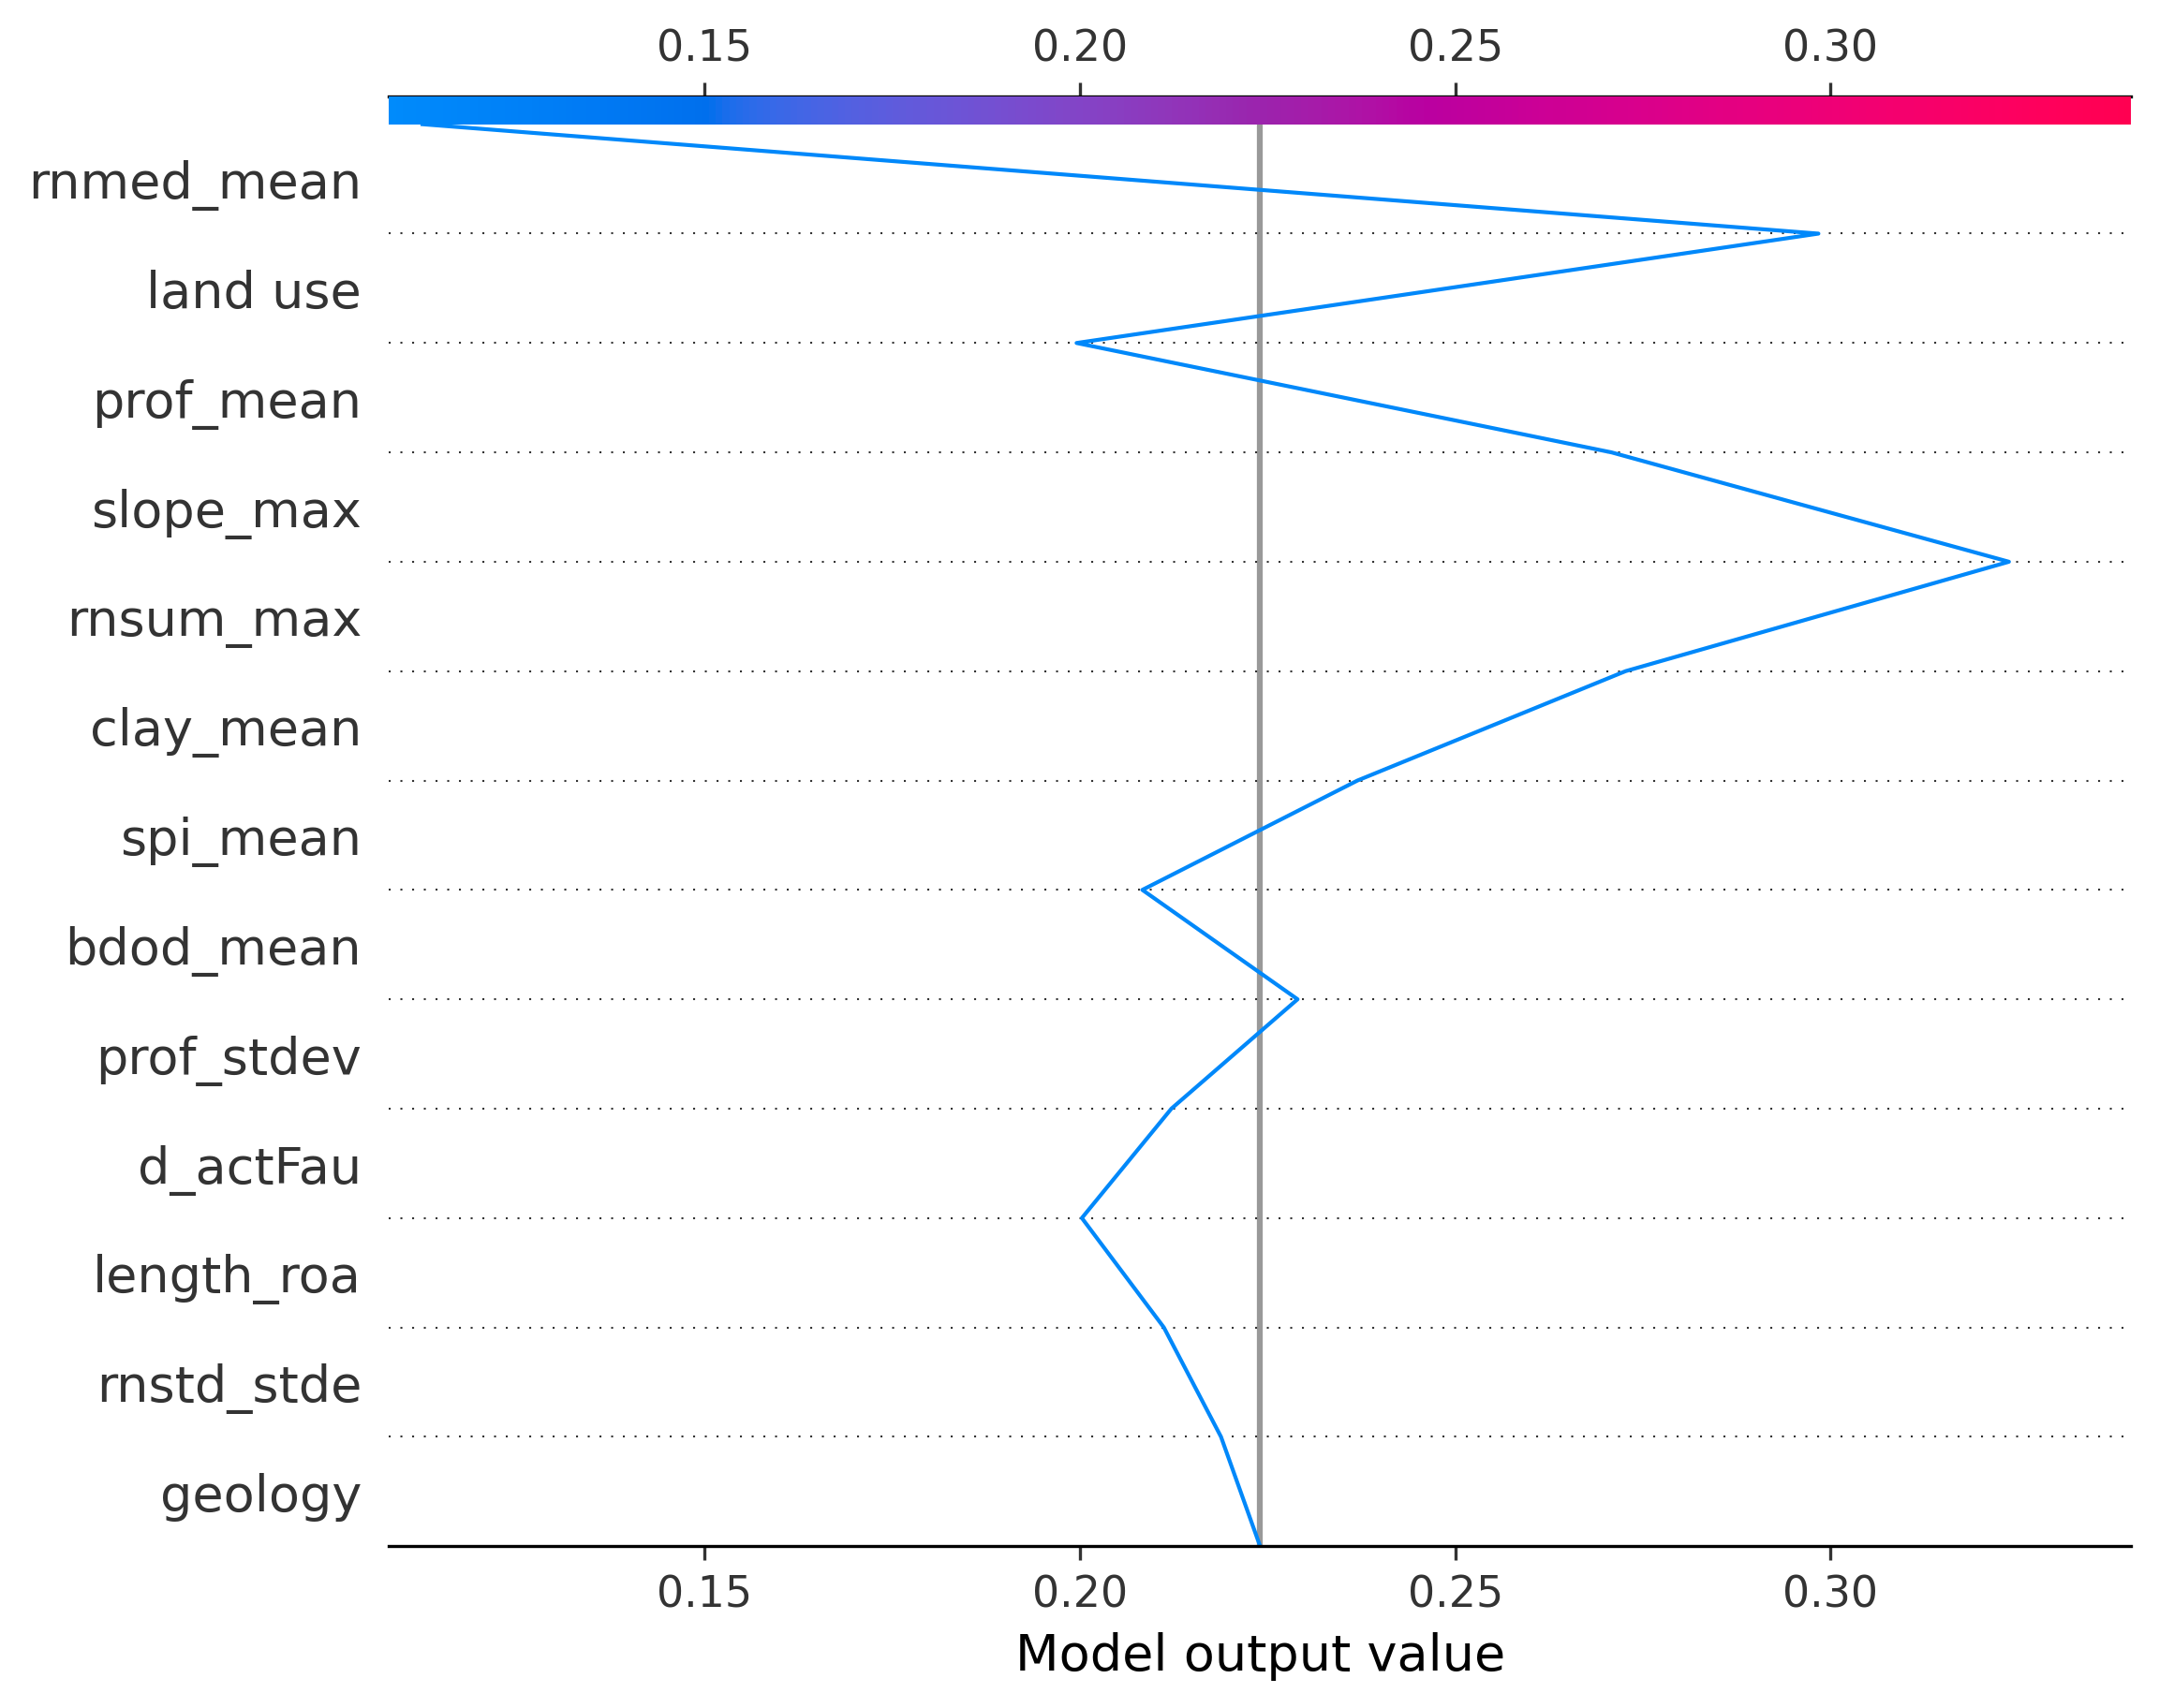 0.15 0.20 0.25 0.30
rnmed_mean
land use
prof_mean
slope_max
rnsum_max
clay_mean
spi_mean
bdod_mean
prof_stdev
d_actFau
length_roa
rnstd_stde
geology
0.15 0.20 0.25 0.30
Model output value